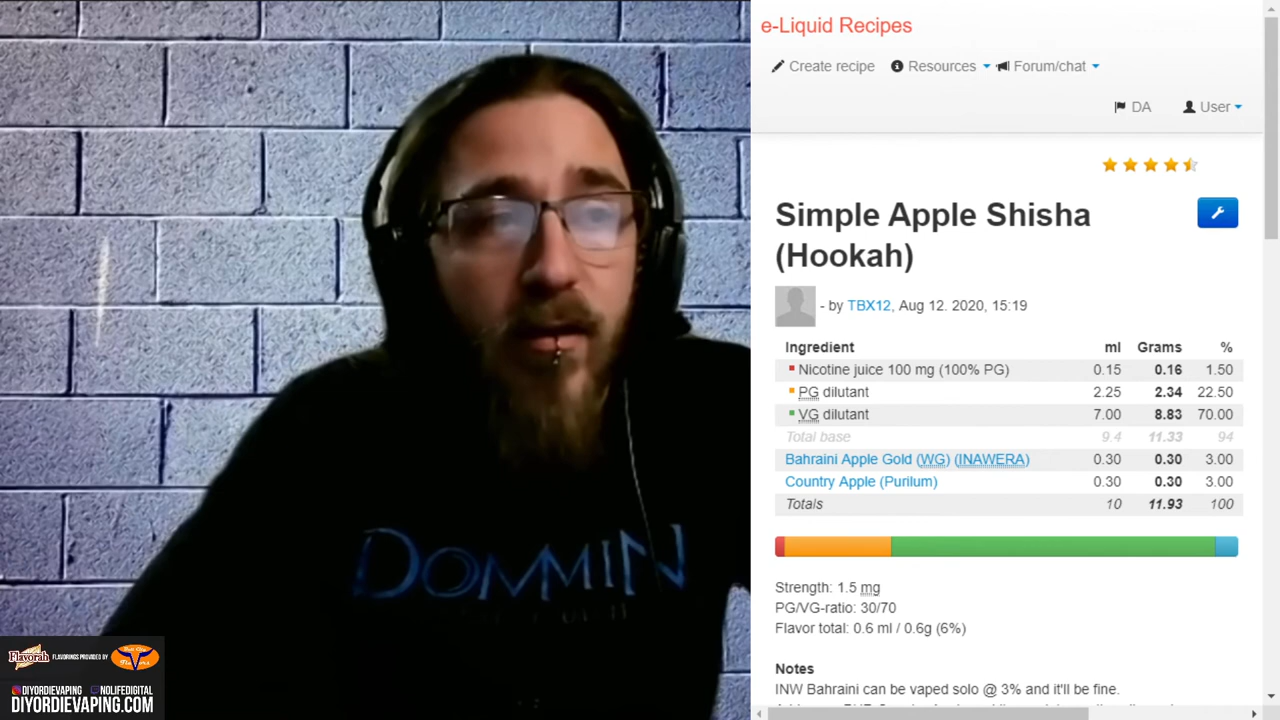 e-Liquid Recipes
Create recipe Resources Forum/chat
DA User
Simple Apple Shisha
(Hookah)
- by TBX12, Aug 12. 2020, 15:19
Ingredient ml Grams %
Nicotine juice 100 mg (100% PG) 0.15 0.16 1.50
PG dilutant 2.25 2.34 22.50
VG dilutant 7.00 8.83 70.00
Total base 9.4 11.33 94
Bahraini Apple Gold (WG) (INAWERA) 0.30 0.30 3.00
Country Apple (Purilum) 0.30 0.30 3.00
Totals 10 11.93 100
Strength: 1.5 mg
PG/VG-ratio: 30/70
Flavor total: 0.6 ml / 0.6g (6%)
Notes
INW Bahraini can be vaped solo @ 3% and it'll be fine.
DOMMIN
Flavorah FLAVORINGS PROVIDED BY
DIYORDIEVAPING NOLIFEDIGITAL
DIYORDIEVAPING.COM